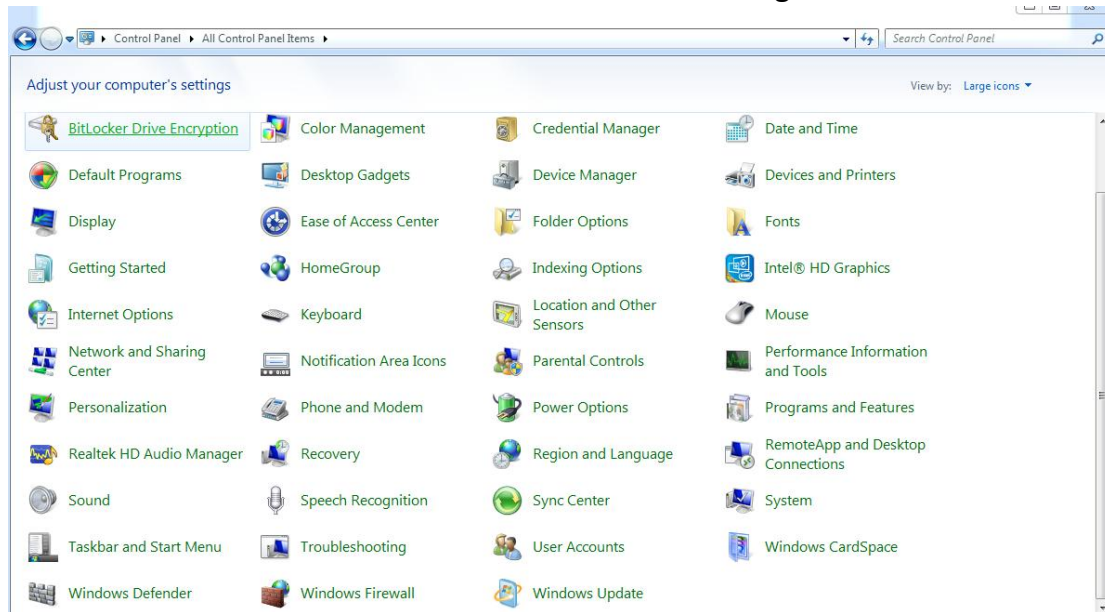 Control Panel ▸ All Control Panel Items ▸
Search Control Panel
Adjust your computer's settings
View by: Large icons
BitLocker Drive Encryption
Color Management
Credential Manager
Date and Time
Default Programs
Desktop Gadgets
Device Manager
Devices and Printers
Display
Ease of Access Center
Folder Options
Fonts
Getting Started
HomeGroup
Indexing Options
Intel® HD Graphics
Internet Options
Keyboard
Location and Other
Sensors
Mouse
Network and Sharing
Center
Notification Area Icons
Parental Controls
Performance Information
and Tools
Personalization
Phone and Modem
Power Options
Programs and Features
Realtek HD Audio Manager
Recovery
Region and Language
RemoteApp and Desktop
Connections
Sound
Speech Recognition
Sync Center
System
Taskbar and Start Menu
Troubleshooting
User Accounts
Windows CardSpace
Windows Defender
Windows Firewall
Windows Update